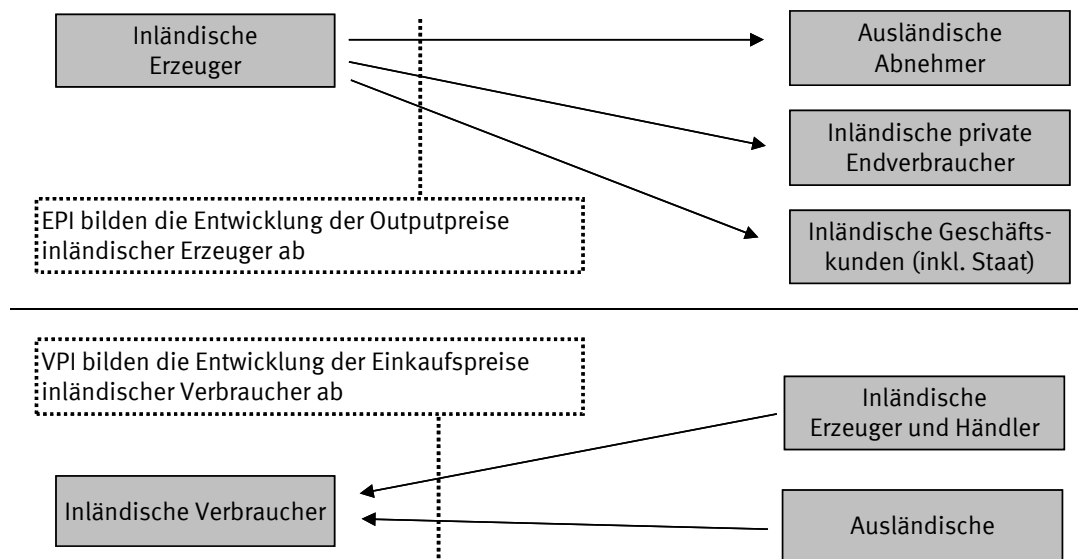 Inländische
Erzeuger
Ausländische
Abnehmer
Inländische private
Endverbraucher
EPI bilden die Entwicklung der Outputpreise
inländischer Erzeuger ab
Inländische Geschäfts-
kunden (inkl. Staat)
VPI bilden die Entwicklung der Einkaufspreise
inländischer Verbraucher ab
Inländische
Erzeuger und Händler
Inländische Verbraucher
Ausländische